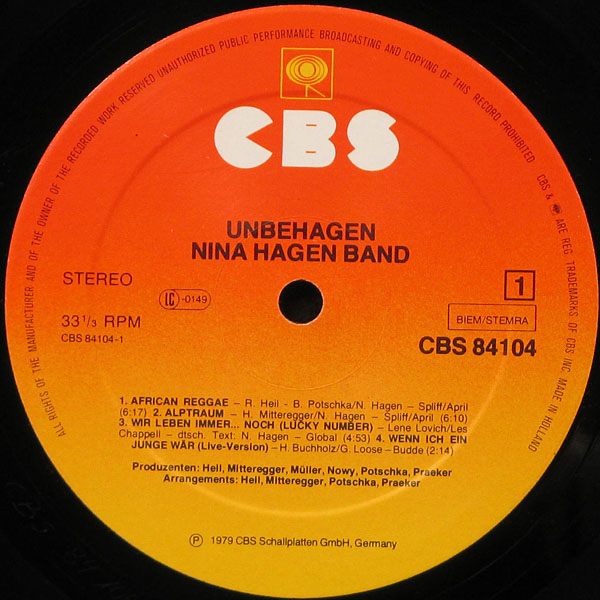 ALL RIGHTS OF THE MANUFACTURER AND OF THE OWNER OF THE RECORDED WORK RESERVED UNAUTHORIZED PUBLIC PERFORMANCE BROADCASTING AND COPYING OF THIS RECORD PROHIBITED CBS & ARE REG. TRADEMARKS OF CBS INC MADE IN HOLLAND
CBS
UNBEHAGEN
NINA HAGEN BAND
STEREO
LC -0149
1
33 1/3 RPM
BIEM/STEMRA
CBS 84104-1
CBS 84104
1. AFRICAN REGGAE – R. Heil - B. Potschka/N. Hagen – Spliff/April
(6:17) 2. ALPTRAUM – H. Mitteregger/N. Hagen – Spliff/April (6:10)
3. WIR LEBEN IMMER... NOCH (LUCKY NUMBER) – Lene Lovich/Les
Chappell - dtsch. Text: N. Hagen – Global (4:53) 4. WENN ICH EIN
JUNGE WÄR (Live-Version) – H. Buchholz/G. Loose – Budde (2:14)
Produzenten: Heil, Mitteregger, Müller, Nowy, Potschka, Praeker
Arrangements: Heil, Mitteregger, Potschka, Praeker
Ⓟ 1979 CBS Schallplatten GmbH, Germany